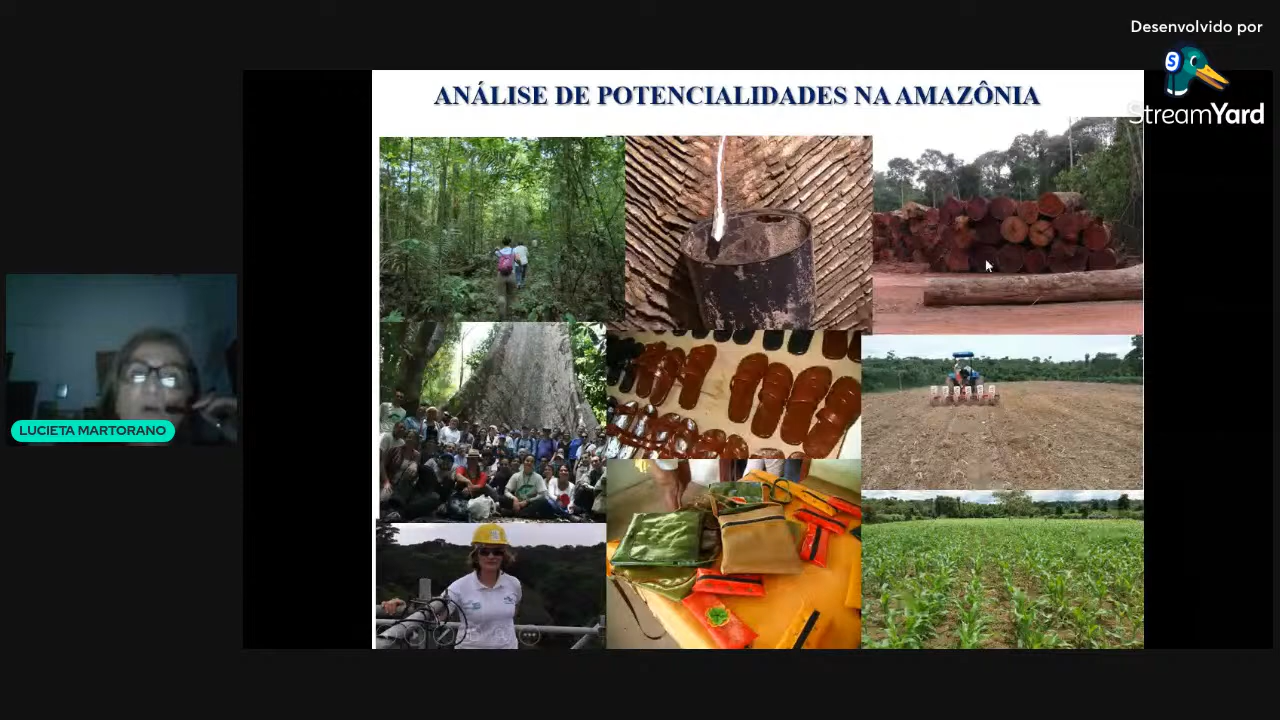 Desenvolvido por
StreamYard
ANÁLISE DE POTENCIALIDADES NA AMAZÔNIA
LUCIETA MARTORANO